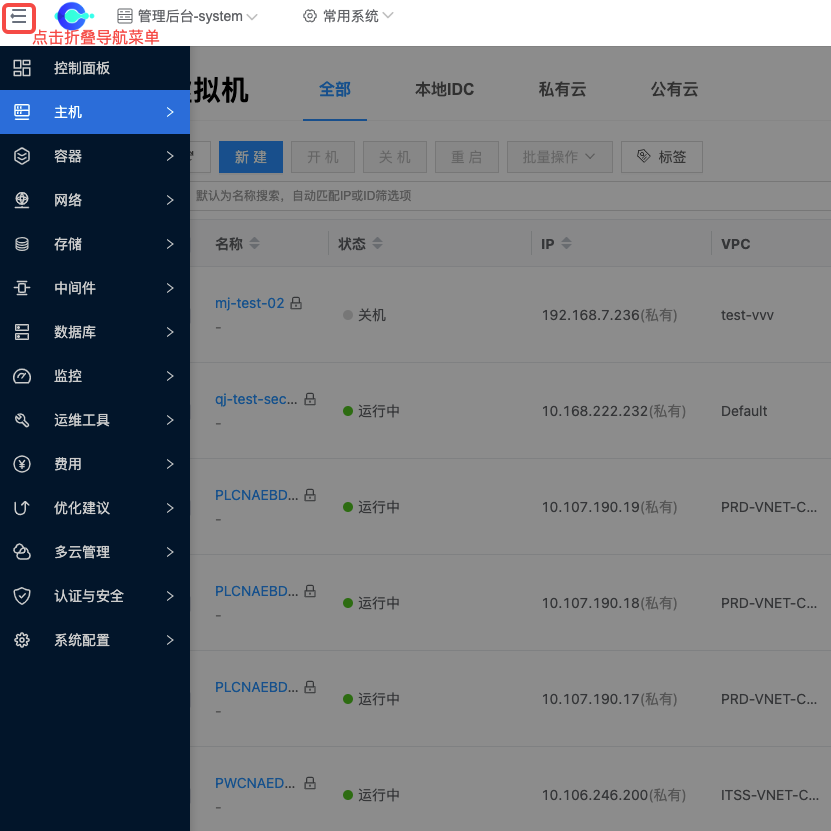 管理后台-system
常用系统
点击折叠导航菜单
控制面板
主机
容器
网络
存储
中间件
数据库
监控
运维工具
费用
优化建议
多云管理
认证与安全
系统配置
拟机
全部
本地IDC
私有云
公有云
新建
开机
关机
重启
批量操作
标签
默认为名称搜索，自动匹配IP或ID筛选项
名称
状态
IP
VPC
mj-test-02
-
关机
192.168.7.236(私有)
test-vvv
qj-test-sec...
-
运行中
10.168.222.232(私有)
Default
PLCNAEBD...
-
运行中
10.107.190.19(私有)
PRD-VNET-C...
PLCNAEBD...
-
运行中
10.107.190.18(私有)
PRD-VNET-C...
PLCNAEBD...
-
运行中
10.107.190.17(私有)
PRD-VNET-C...
PWCNAED...
-
运行中
10.106.246.200(私有)
ITSS-VNET-C...